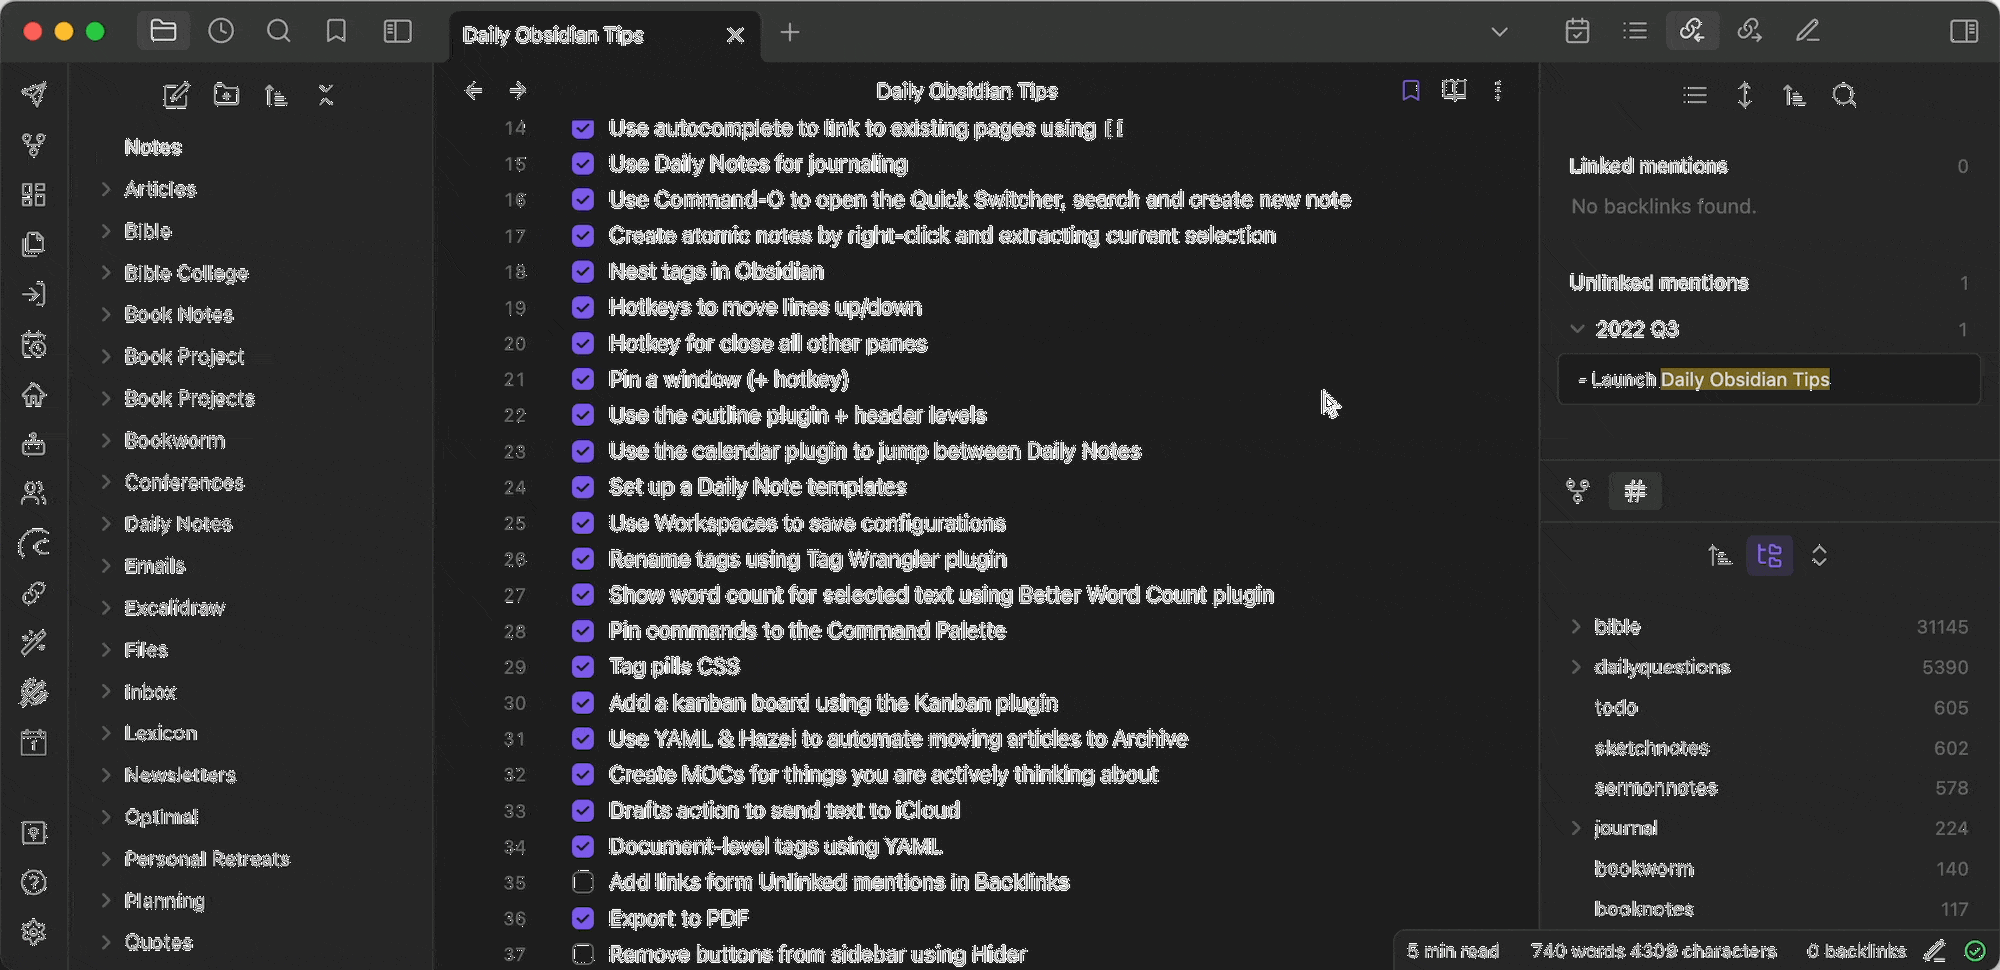 Daily Obsidian Tips
Daily Obsidian Tips
Notes
Articles
Bible
Bible College
Book Notes
Book Project
Book Projects
Bookworm
Conferences
Daily Notes
Emails
Excalidraw
Files
Inbox
Lexicon
Newsletters
Optimal
Personal Retreats
Planning
Quotes
14 Use autocomplete to link to existing pages using [[
15 Use Daily Notes for journaling
16 Use Command-O to open the Quick Switcher, search and create new note
17 Create atomic notes by right-click and extracting current selection
18 Nest tags in Obsidian
19 Hotkeys to move lines up/down
20 Hotkey for close all other panes
21 Pin a window (+ hotkey)
22 Use the outline plugin + header levels
23 Use the calendar plugin to jump between Daily Notes
24 Set up a Daily Note templates
25 Use Workspaces to save configurations
26 Rename tags using Tag Wrangler plugin
27 Show word count for selected text using Better Word Count plugin
28 Pin commands to the Command Palette
29 Tag pills CSS
30 Add a kanban board using the Kanban plugin
31 Use YAML & Hazel to automate moving articles to Archive
32 Create MOCs for things you are actively thinking about
33 Drafts action to send text to iCloud
34 Document-level tags using YAML
35 Add links form Unlinked mentions in Backlinks
36 Export to PDF
37 Remove buttons from sidebar using Hider
Linked mentions 0
No backlinks found.
Unlinked mentions 1
2022 Q3 1
- Launch Daily Obsidian Tips
#
bible 31145
dailyquestions 5390
todo 605
sketchnotes 602
sermonnotes 578
journal 224
bookworm 140
booknotes 117
5 min read 740 words 4309 characters 0 backlinks